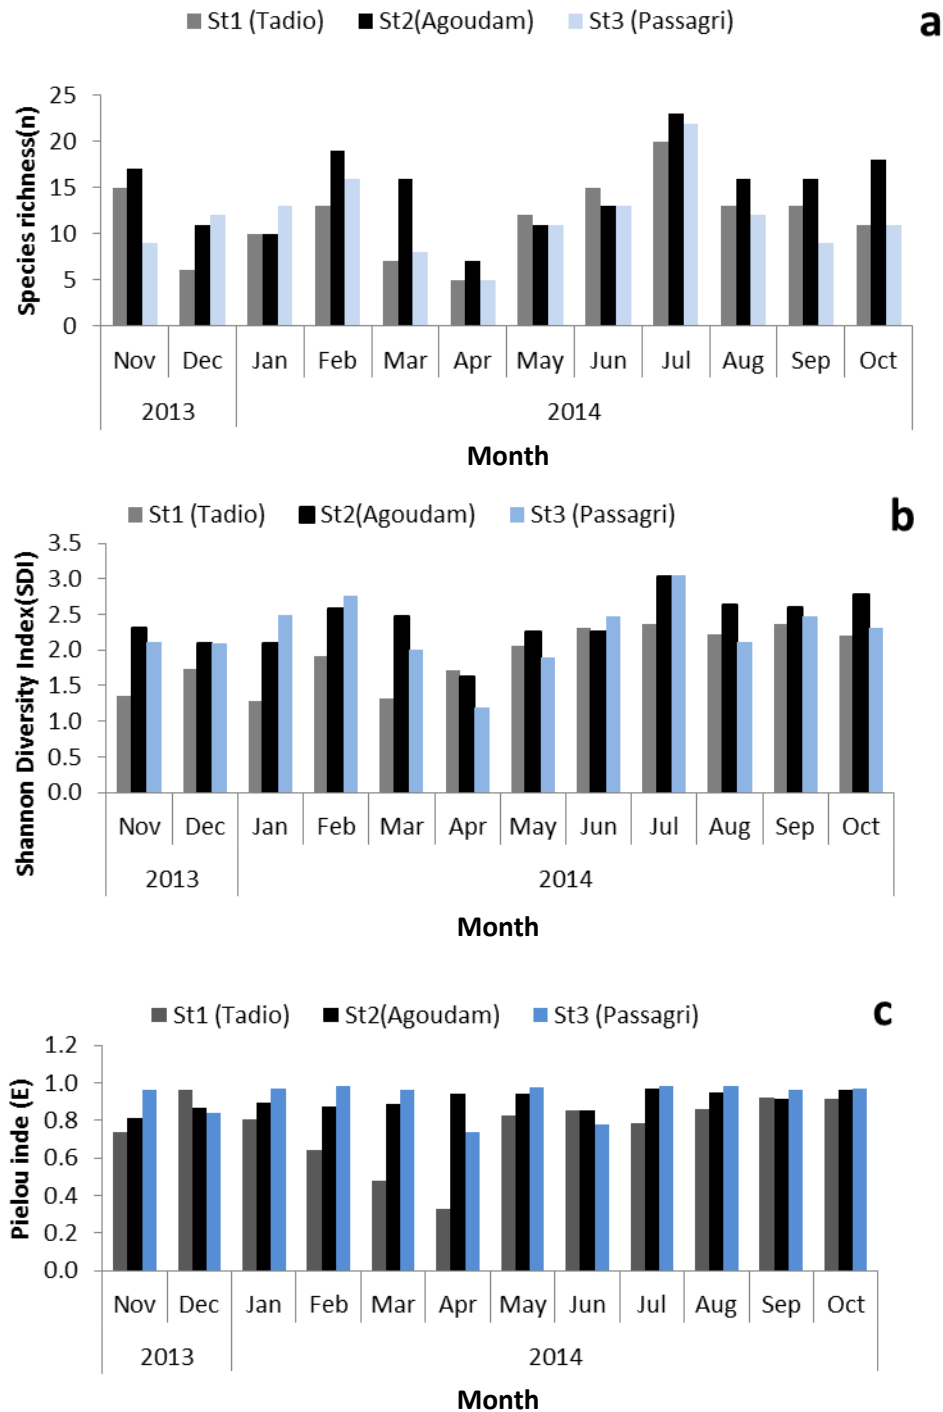 St1 (Tadio) St2(Agoudam) St3 (Passagri)
a
Species richness(n)
25
20
15
10
5
0
Nov Dec Jan Feb Mar Apr May Jun Jul Aug Sep Oct
2013 2014
Month
St1 (Tadio) St2(Agoudam) St3 (Passagri)
b
Shannon Diversity Index(SDI)
3.5
3.0
2.5
2.0
1.5
1.0
0.5
0.0
Nov Dec Jan Feb Mar Apr May Jun Jul Aug Sep Oct
2013 2014
Month
St1 (Tadio) St2(Agoudam) St3 (Passagri)
c
Pielou inde (E)
1.2
1.0
0.8
0.6
0.4
0.2
0.0
Nov Dec Jan Feb Mar Apr May Jun Jul Aug Sep Oct
2013 2014
Month